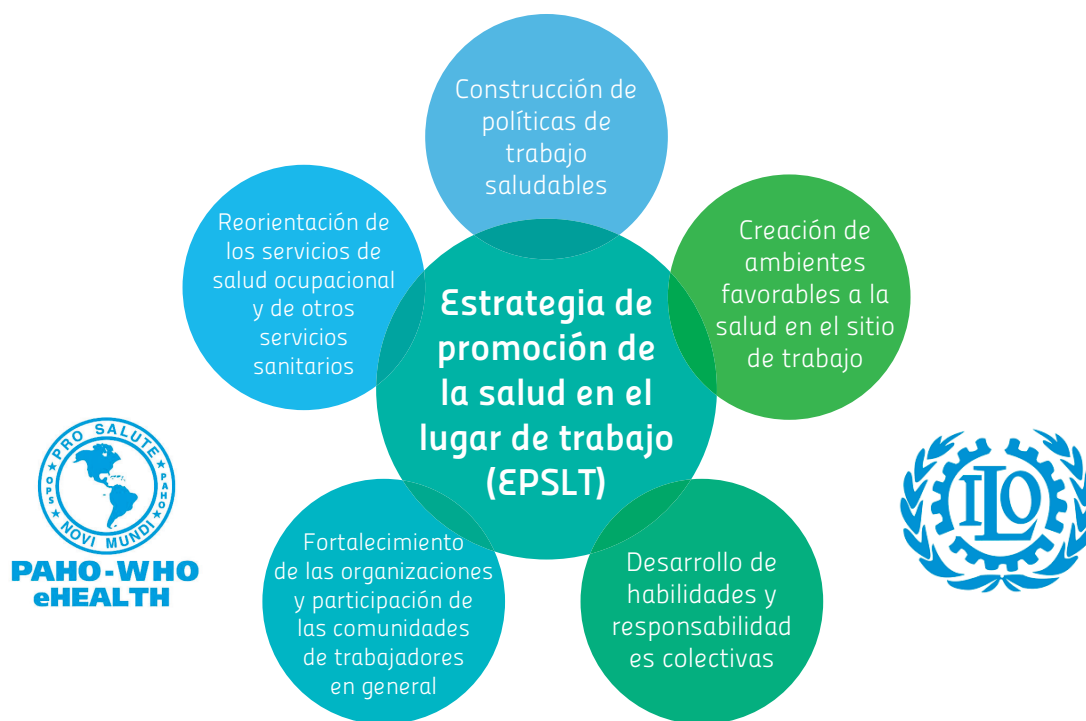 Construcción de
políticas de
trabajo
saludables
Reorientación de
los servicios de
salud ocupacional
y de otros
servicios
sanitarios
Creación de
ambientes
favorables a la
salud en el sitio
de trabajo
Estrategia de
promoción de
la salud en el
lugar de trabajo
(EPSLT)
PRO SALUTE
OPS
PAHO
NOVI MUNDI
PAHO-WHO
eHEALTH
ILO
Fortalecimiento
de las organizaciones
y participación de
las comunidades
de trabajadores
en general
Desarrollo de
habilidades y
responsabilidad
es colectivas